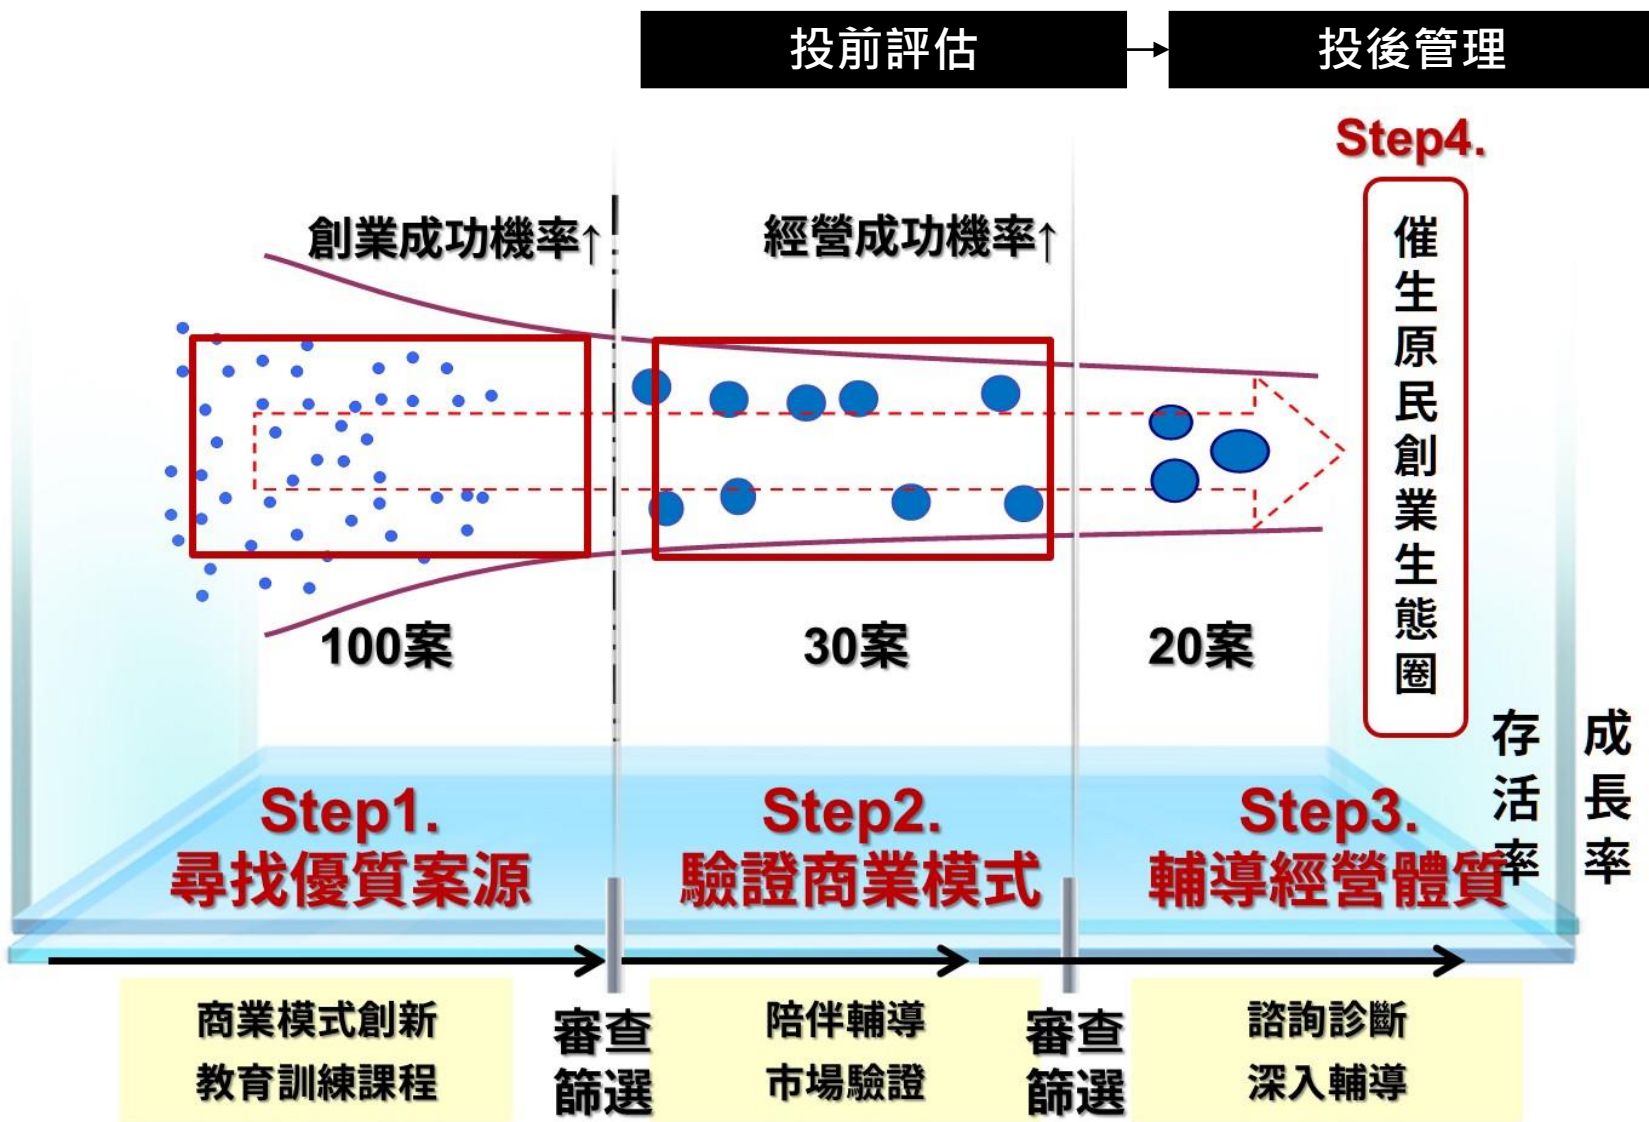 投前評估
投後管理
Step4.
催生原民創業生態圈
創業成功機率↑
經營成功機率↑
100案
30案
20案
存活率
成長率
Step1.
尋找優質案源
Step2.
驗證商業模式
Step3.
輔導經營體質
商業模式創新
教育訓練課程
審查
篩選
陪伴輔導
市場驗證
審查
篩選
諮詢診斷
深入輔導